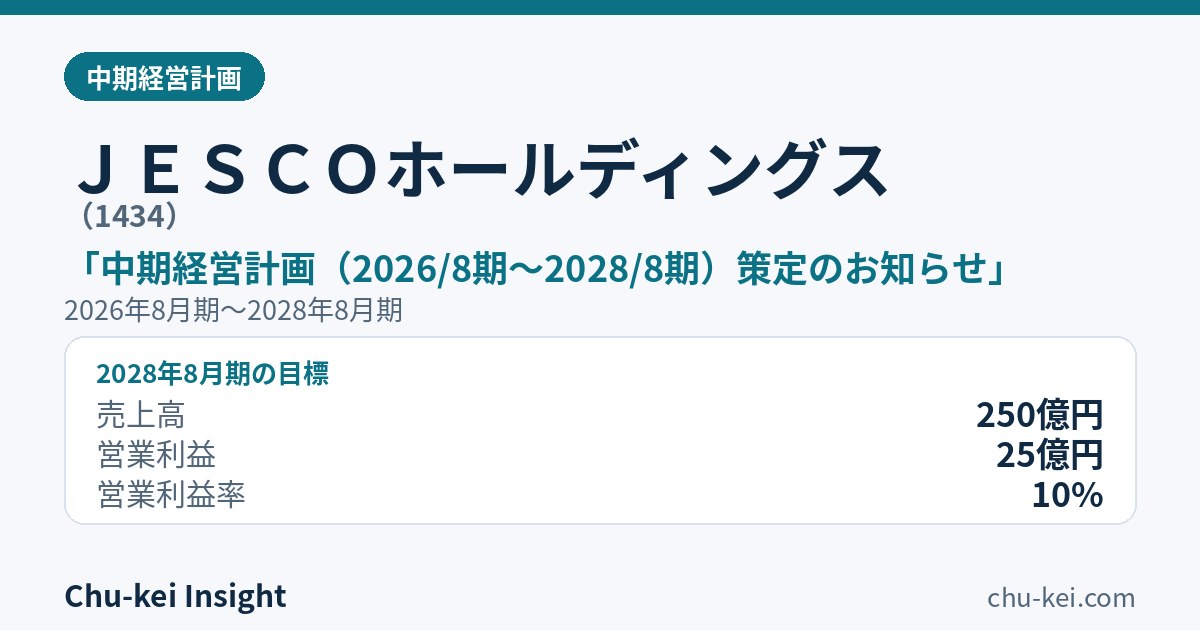 中期経営計画
ＪＥＳＣＯホールディングス
（1434）
「中期経営計画（2026/8期～2028/8期）策定のお知らせ」
2026年8月期～2028年8月期
2028年8月期の目標
売上高 250億円
営業利益 25億円
営業利益率 10%
Chu-kei Insight chu-kei.com